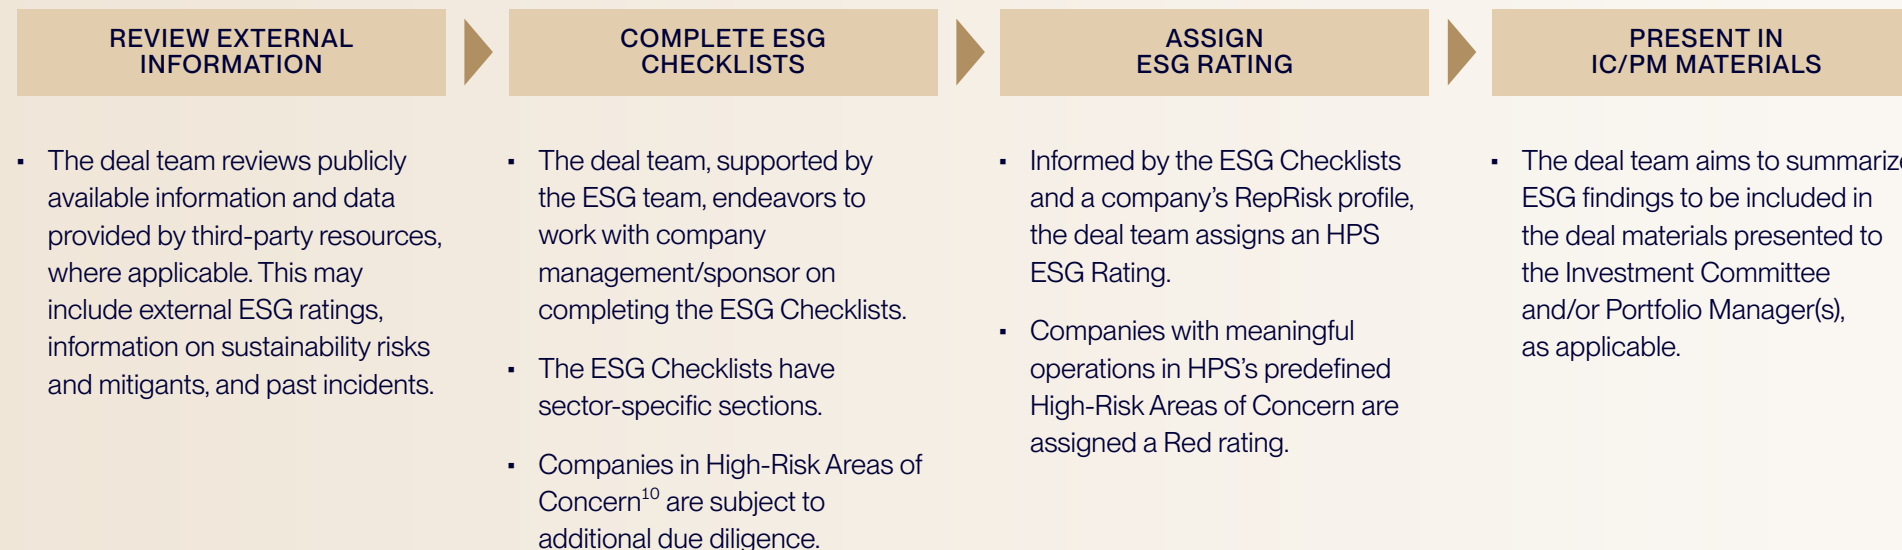 REVIEW EXTERNAL
INFORMATION
▪ The deal team reviews publicly
available information and data
provided by third-party resources,
where applicable. This may
include external ESG ratings,
information on sustainability risks
and mitigants, and past incidents.
COMPLETE ESG
CHECKLISTS
▪ The deal team, supported by
the ESG team, endeavors to
work with company
management/sponsor on
completing the ESG Checklists.
▪ The ESG Checklists have
sector-specific sections.
▪ Companies in High-Risk Areas of
Concern¹⁰ are subject to
additional due diligence.
ASSIGN
ESG RATING
▪ Informed by the ESG Checklists
and a company’s RepRisk profile,
the deal team assigns an HPS
ESG Rating.
▪ Companies with meaningful
operations in HPS’s predefined
High-Risk Areas of Concern are
assigned a Red rating.
PRESENT IN
IC/PM MATERIALS
▪ The deal team aims to summarize
ESG findings to be included in
the deal materials presented to
the Investment Committee
and/or Portfolio Manager(s),
as applicable.